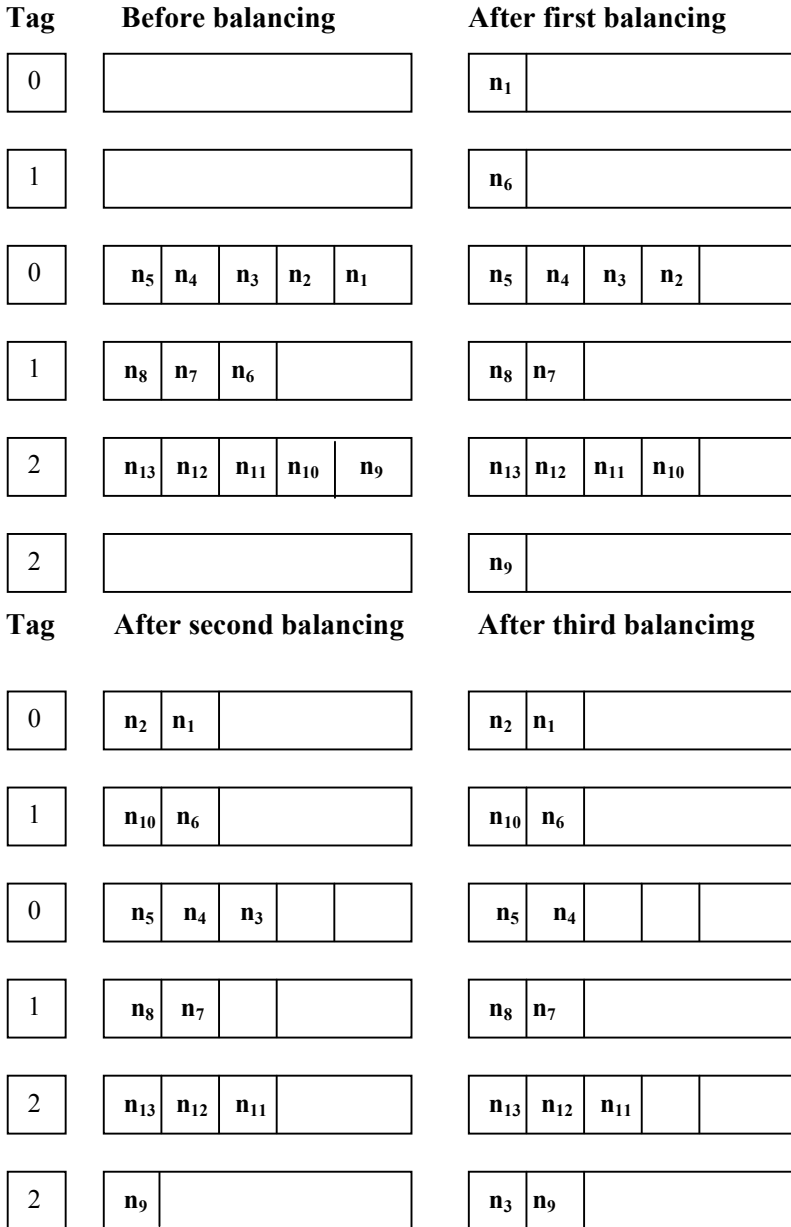 Tag Before balancing After first balancing
0 n₁
1 n₆
0 n₅ n₄ n₃ n₂ n₁ n₅ n₄ n₃ n₂
1 n₈ n₇ n₆ n₈ n₇
2 n₁₃ n₁₂ n₁₁ n₁₀ n₉ n₁₃ n₁₂ n₁₁ n₁₀
2 n₉
Tag After second balancing After third balancimg
0 n₂ n₁ n₂ n₁
1 n₁₀ n₆ n₁₀ n₆
0 n₅ n₄ n₃ n₅ n₄
1 n₈ n₇ n₈ n₇
2 n₁₃ n₁₂ n₁₁ n₁₃ n₁₂ n₁₁
2 n₉ n₃ n₉